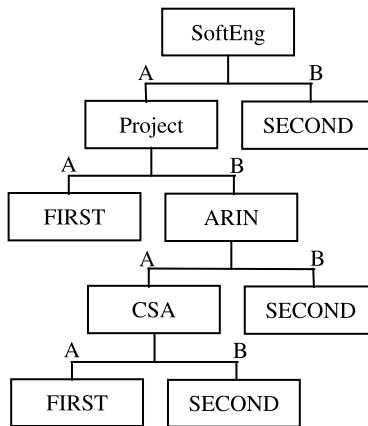 SoftEng
A B
Project SECOND
A B
FIRST ARIN
A B
CSA SECOND
A B
FIRST SECOND